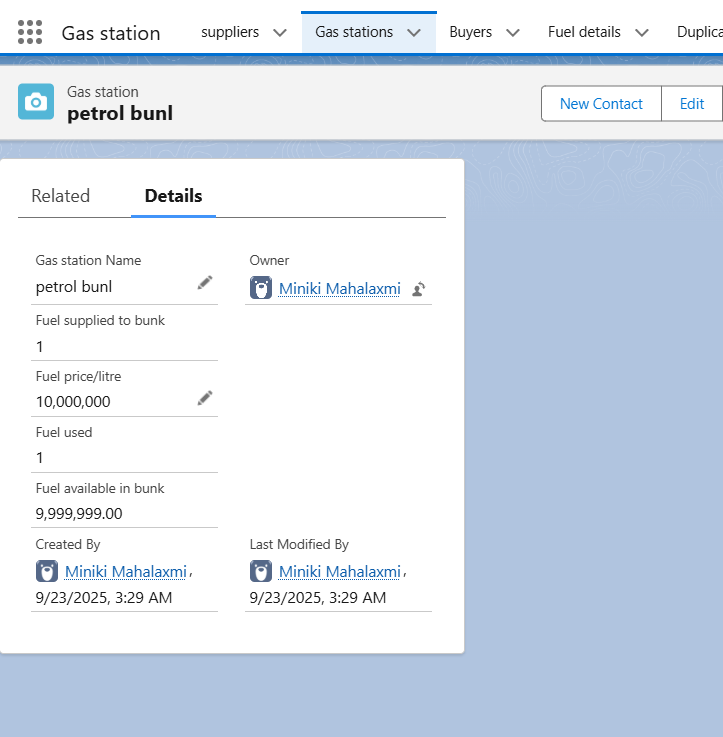 Gas station suppliers Gas stations Buyers Fuel details Duplica
Gas station
petrol bunl
New Contact Edit
Related Details
Gas station Name Owner
petrol bunl Miniki Mahalaxmi
Fuel supplied to bunk
1
Fuel price/litre
10,000,000
Fuel used
1
Fuel available in bunk
9,999,999.00
Created By Last Modified By
Miniki Mahalaxmi, Miniki Mahalaxmi,
9/23/2025, 3:29 AM 9/23/2025, 3:29 AM